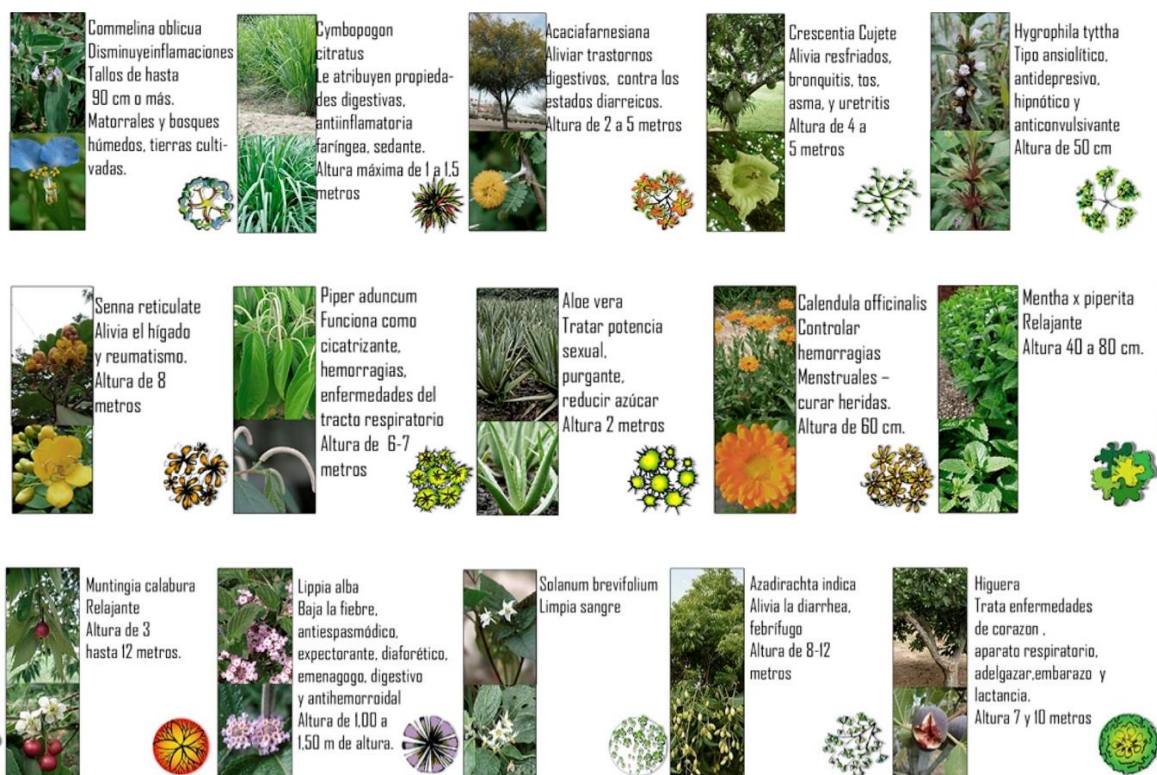 Commelina oblicua
Disminuyeinflamaciones
Tallos de hasta
90 cm o más.
Matorrales y bosques
húmedos, tierras culti-
vadas.
Cymbopogon
citratus
Le atribuyen propieda-
des digestivas,
antiinflamatoria
faríngea, sedante.
Altura máxima de 1 a 1.5
metros
Acaciafarnesiana
Aliviar trastornos
digestivos, contra los
estados diarreicos.
Altura de 2 a 5 metros
Crescentia Cujete
Alivia resfriados,
bronquitis, tos,
asma, y uretritis
Altura de 4 a
5 metros
Hygrophila tyttha
Tipo ansiolítico,
antidepresivo,
hipnótico y
anticonvulsivante
Altura de 50 cm
Senna reticulate
Alivia el hígado
y reumatismo.
Altura de 8
metros
Piper aduncum
Funciona como
cicatrizante,
hemorragias,
enfermedades del
tracto respiratorio
Altura de 6-7
metros
Aloe vera
Tratar potencia
sexual,
purgante,
reducir azúcar
Altura 2 metros
Calendula officinalis
Controlar
hemorragias
Menstruales –
curar heridas.
Altura de 60 cm.
Mentha x piperita
Relajante
Altura 40 a 80 cm.
Muntingia calabura
Relajante
Altura de 3
hasta 12 metros.
Lippia alba
Baja la fiebre,
antiespasmódico,
expectorante, diaforético,
emenagogo, digestivo
y antihemorroidal
Altura de 1.00 a
1,50 m de altura.
Solanum brevifolium
Limpia sangre
Azadirachta indica
Alivia la diarrhea,
febrífugo
Altura de 8-12
metros
Higuera
Trata enfermedades
de corazon ,
aparato respiratorio,
adelgazar,embarazo y
lactancia.
Altura 7 y 10 metros